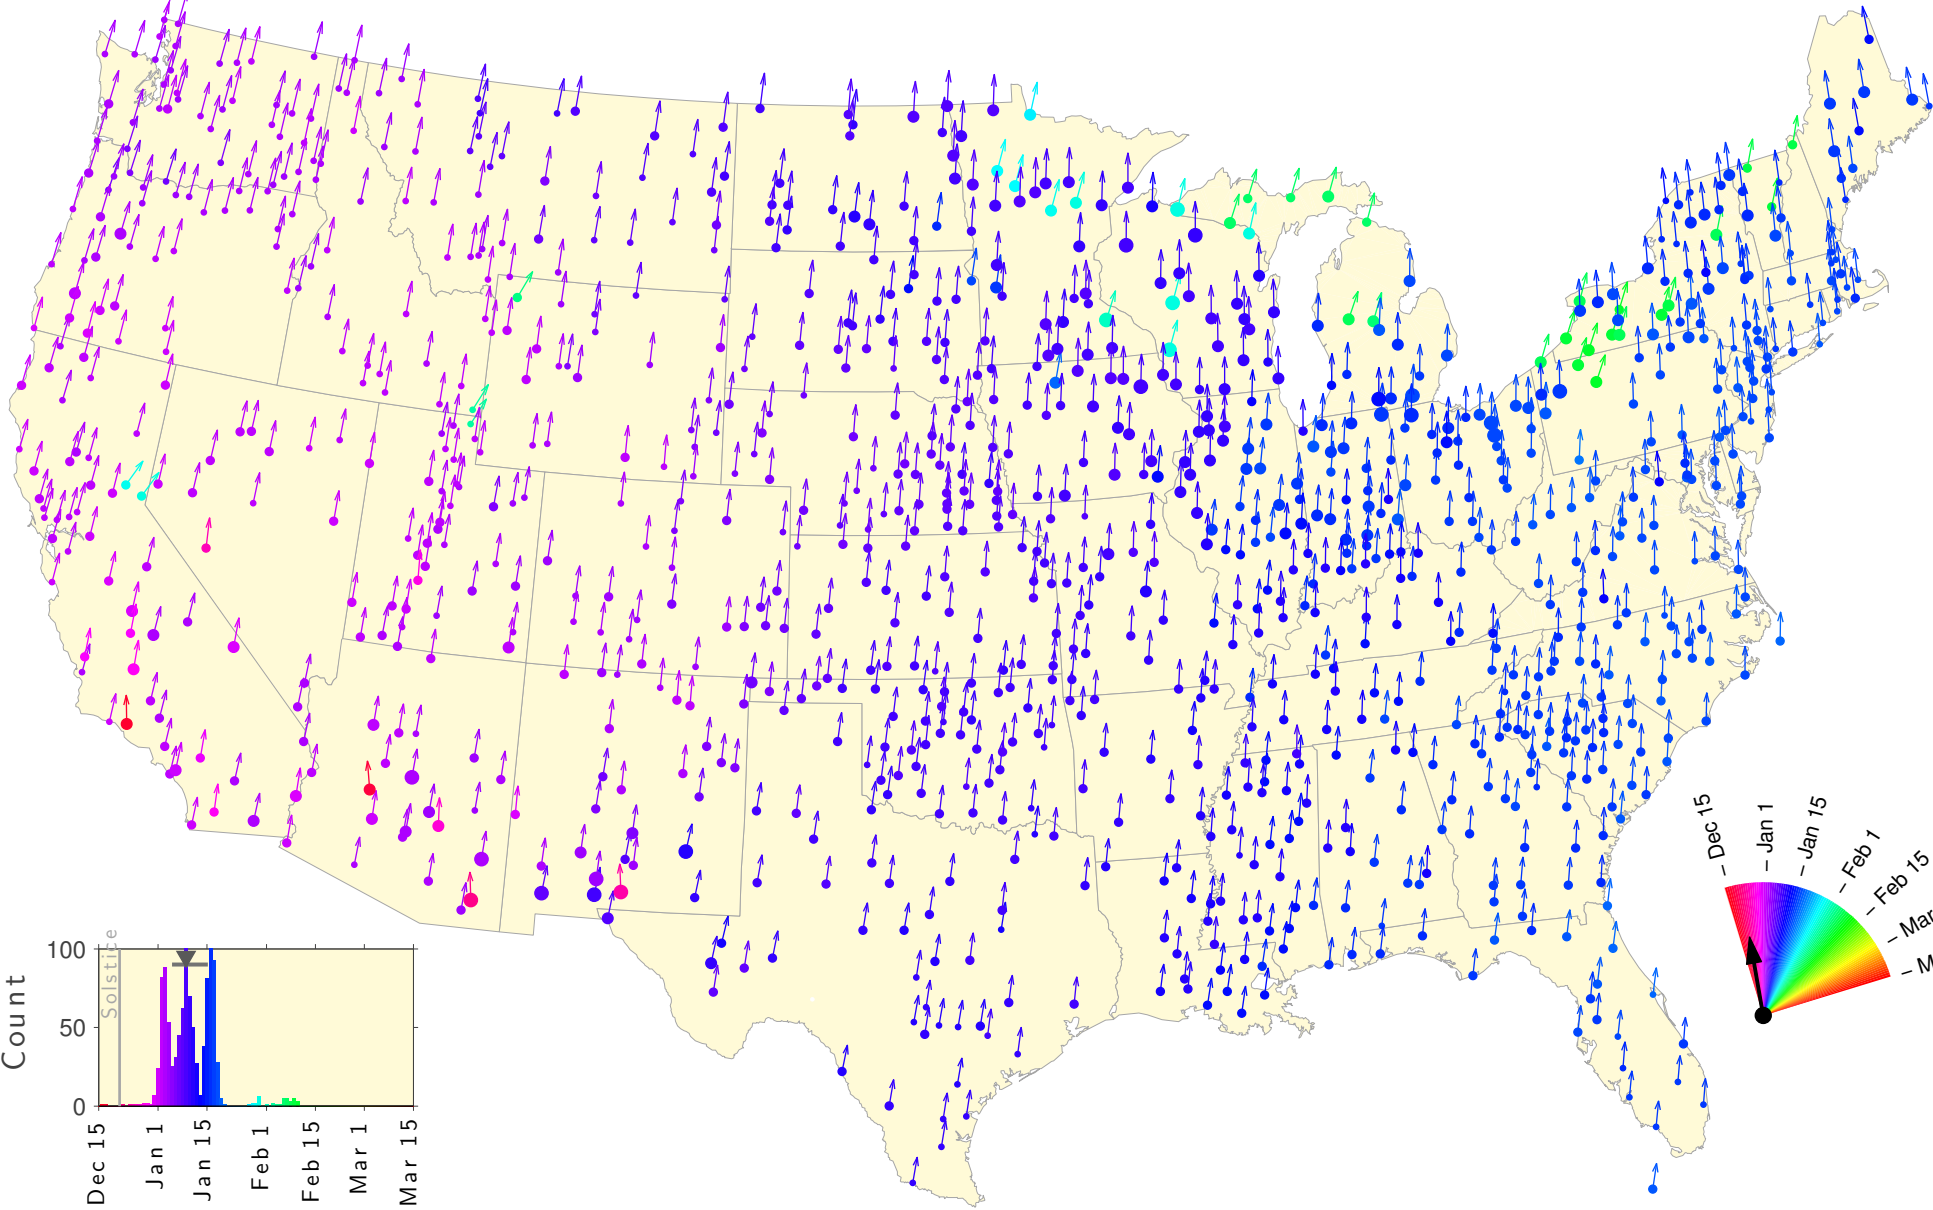 100
50
0
Count
Solstice
Dec 15
Jan 1
Jan 15
Feb 1
Feb 15
Mar 1
Mar 15
– Dec 15
– Jan 1
– Jan 15
– Feb 1
– Feb 15
– Mar
– M